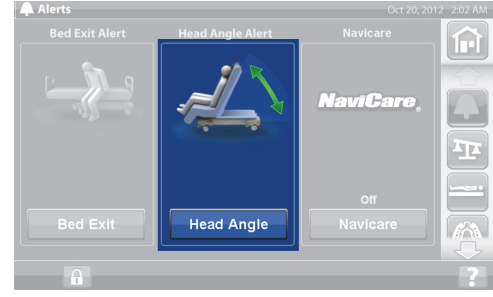 Alerts
Oct 20, 2012 2:02 AM
Bed Exit Alert
Head Angle Alert
Navicare
NaviCare®
Off
Bed Exit
Head Angle
Navicare
?